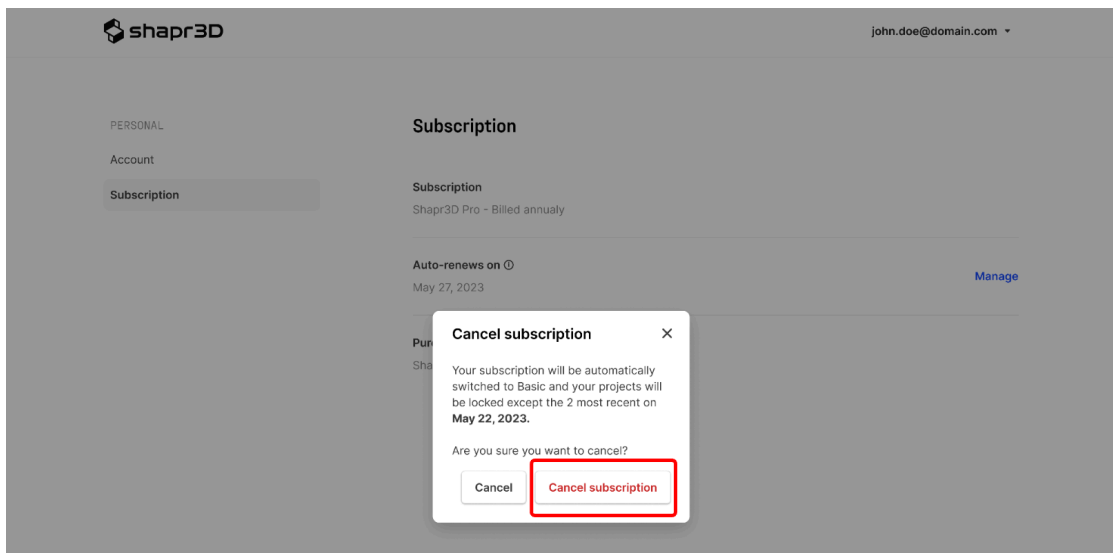 shapr3D
john.doe@domain.com
PERSONAL
Account
Subscription
Subscription
Subscription
Shapr3D Pro - Billed annualy
Auto-renews on
May 27, 2023
Manage
Pur
Sha
Cancel subscription
Your subscription will be automatically
switched to Basic and your projects will
be locked except the 2 most recent on
May 22, 2023.
Are you sure you want to cancel?
Cancel
Cancel subscription